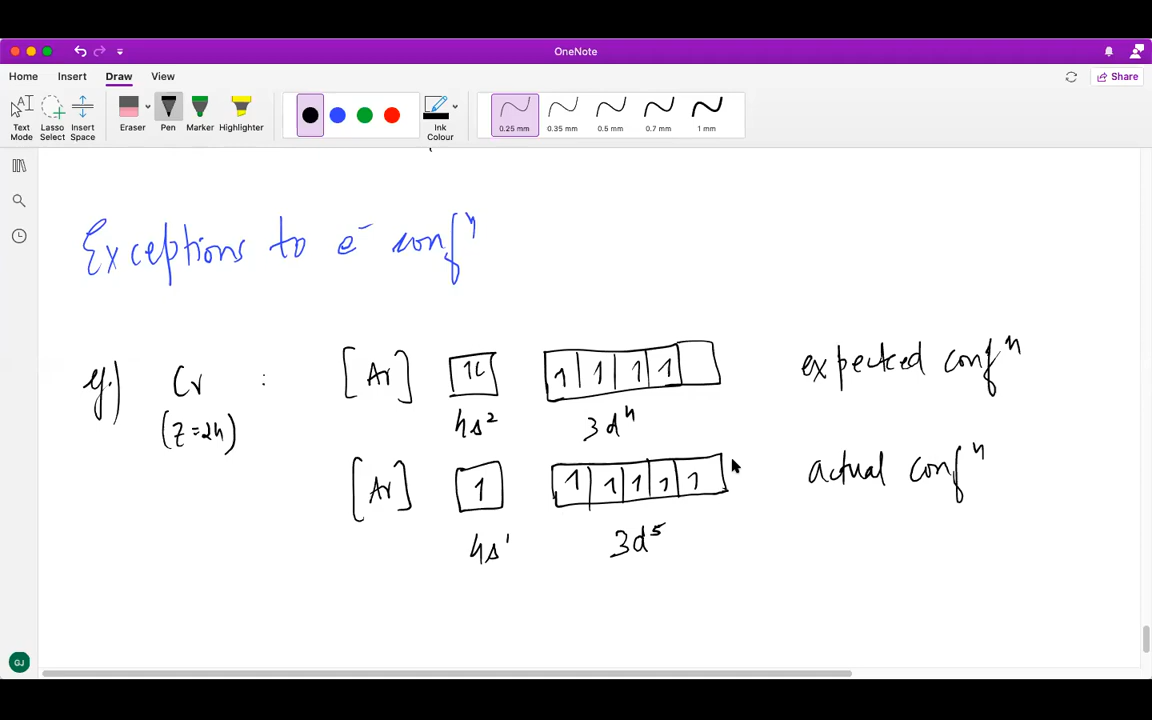 OneNote
Home Insert Draw View
Share
Text Mode
Lasso Select
Insert Space
Eraser
Pen
Marker
Highlighter
Ink Colour
0.25 mm
0.35 mm
0.5 mm
0.7 mm
1 mm
Exceptions to e⁻ confⁿ
eg.) Cr : [Ar] 1L 1 1 1 1 expected confⁿ
(Z=24) 4s² 3d⁴
[Ar] 1 1 1 1 1 1 actual confⁿ
4s¹ 3d⁵
GJ